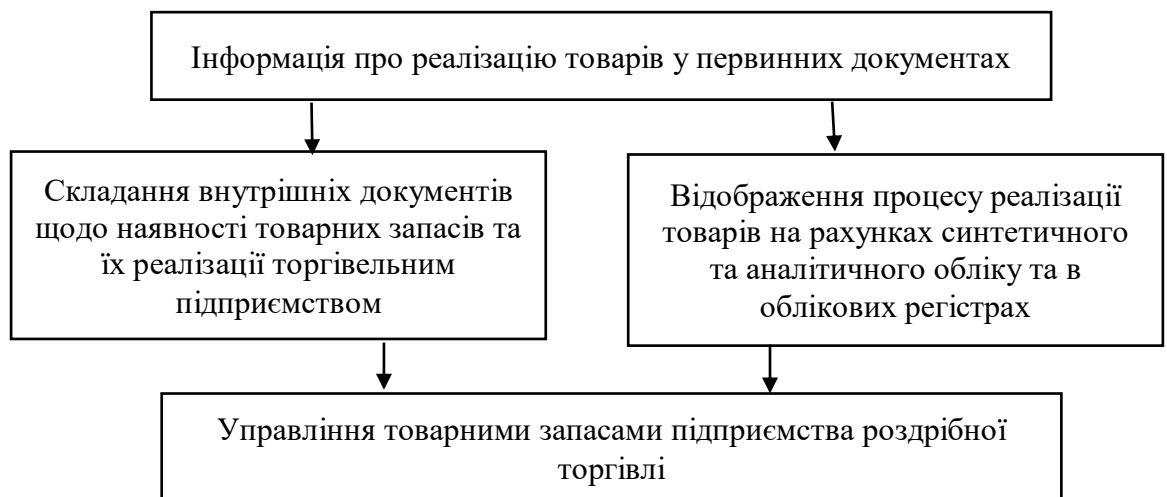 Інформація про реалізацію товарів у первинних документах
Складання внутрішніх документів
щодо наявності товарних запасів та
їх реалізації торгівельним
підприємством
Відображення процесу реалізації
товарів на рахунках синтетичного
та аналітичного обліку та в
облікових регістрах
Управління товарними запасами підприємства роздрібної
торгівлі